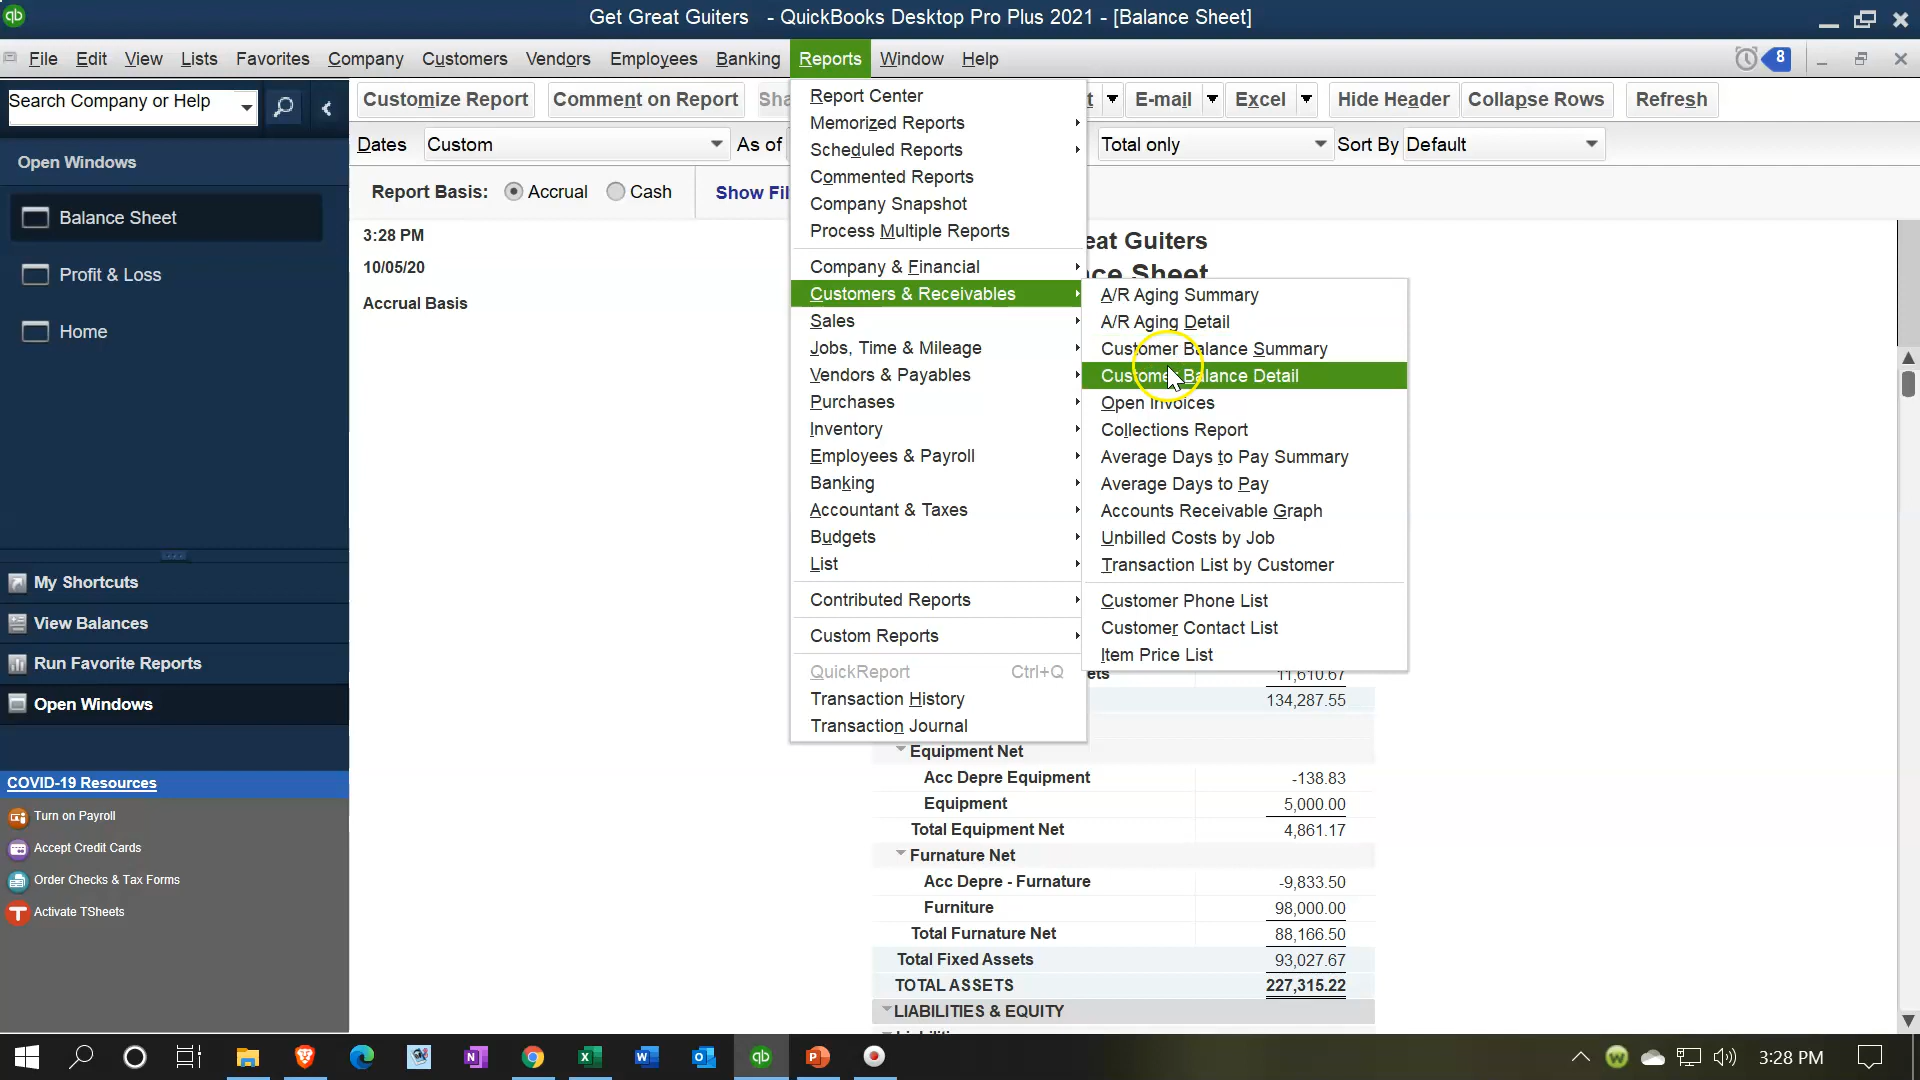 Get Great Guiters - QuickBooks Desktop Pro Plus 2021 - [Balance Sheet]
File Edit View Lists Favorites Company Customers Vendors Employees Banking Reports Window Help 8
Search Company or Help
Customize Report Comment on Report Sha t E-mail Excel Hide Header Collapse Rows Refresh
Dates Custom As of Total only Sort By Default
Report Basis: Accrual Cash Show Fil
Open Windows
Balance Sheet
Profit & Loss
Home
My Shortcuts
View Balances
Run Favorite Reports
Open Windows
COVID-19 Resources
Turn on Payroll
Accept Credit Cards
Order Checks & Tax Forms
Activate TSheets
3:28 PM
10/05/20
Accrual Basis
eat Guiters
ce Sheet
Report Center
Memorized Reports
Scheduled Reports
Commented Reports
Company Snapshot
Process Multiple Reports
Company & Financial
Customers & Receivables
Sales
Jobs, Time & Mileage
Vendors & Payables
Purchases
Inventory
Employees & Payroll
Banking
Accountant & Taxes
Budgets
List
Contributed Reports
Custom Reports
QuickReport Ctrl+Q
Transaction History
Transaction Journal
A/R Aging Summary
A/R Aging Detail
Customer Balance Summary
Customer Balance Detail
Open Invoices
Collections Report
Average Days to Pay Summary
Average Days to Pay
Accounts Receivable Graph
Unbilled Costs by Job
Transaction List by Customer
Customer Phone List
Customer Contact List
Item Price List
ets 11,610.67
134,287.55
Equipment Net
Acc Depre Equipment -138.83
Equipment 5,000.00
Total Equipment Net 4,861.17
Furnature Net
Acc Depre - Furnature -9,833.50
Furniture 98,000.00
Total Furnature Net 88,166.50
Total Fixed Assets 93,027.67
TOTAL ASSETS 227,315.22
LIABILITIES & EQUITY
3:28 PM